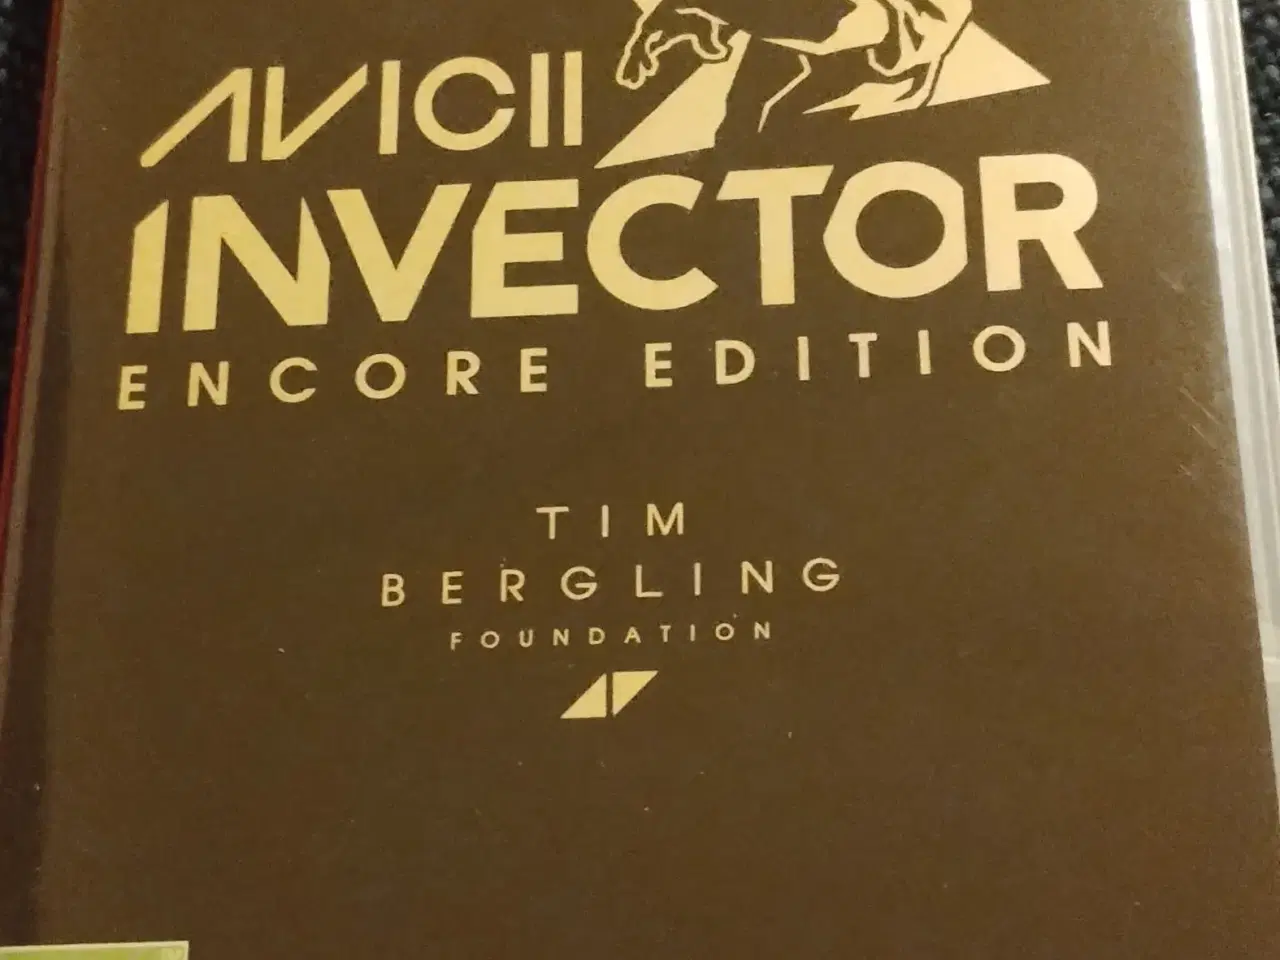 AVICII
INVECTOR
ENCORE EDITION
TIM
BERGLING
FOUNDATION